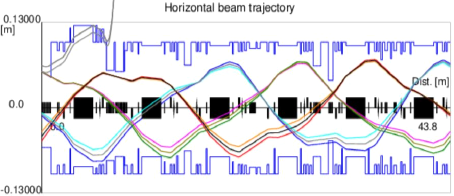 Horizontal beam trajectory
0.13000
[m]
Dist. [m]
0.0
0.0
43.8
-0.13000